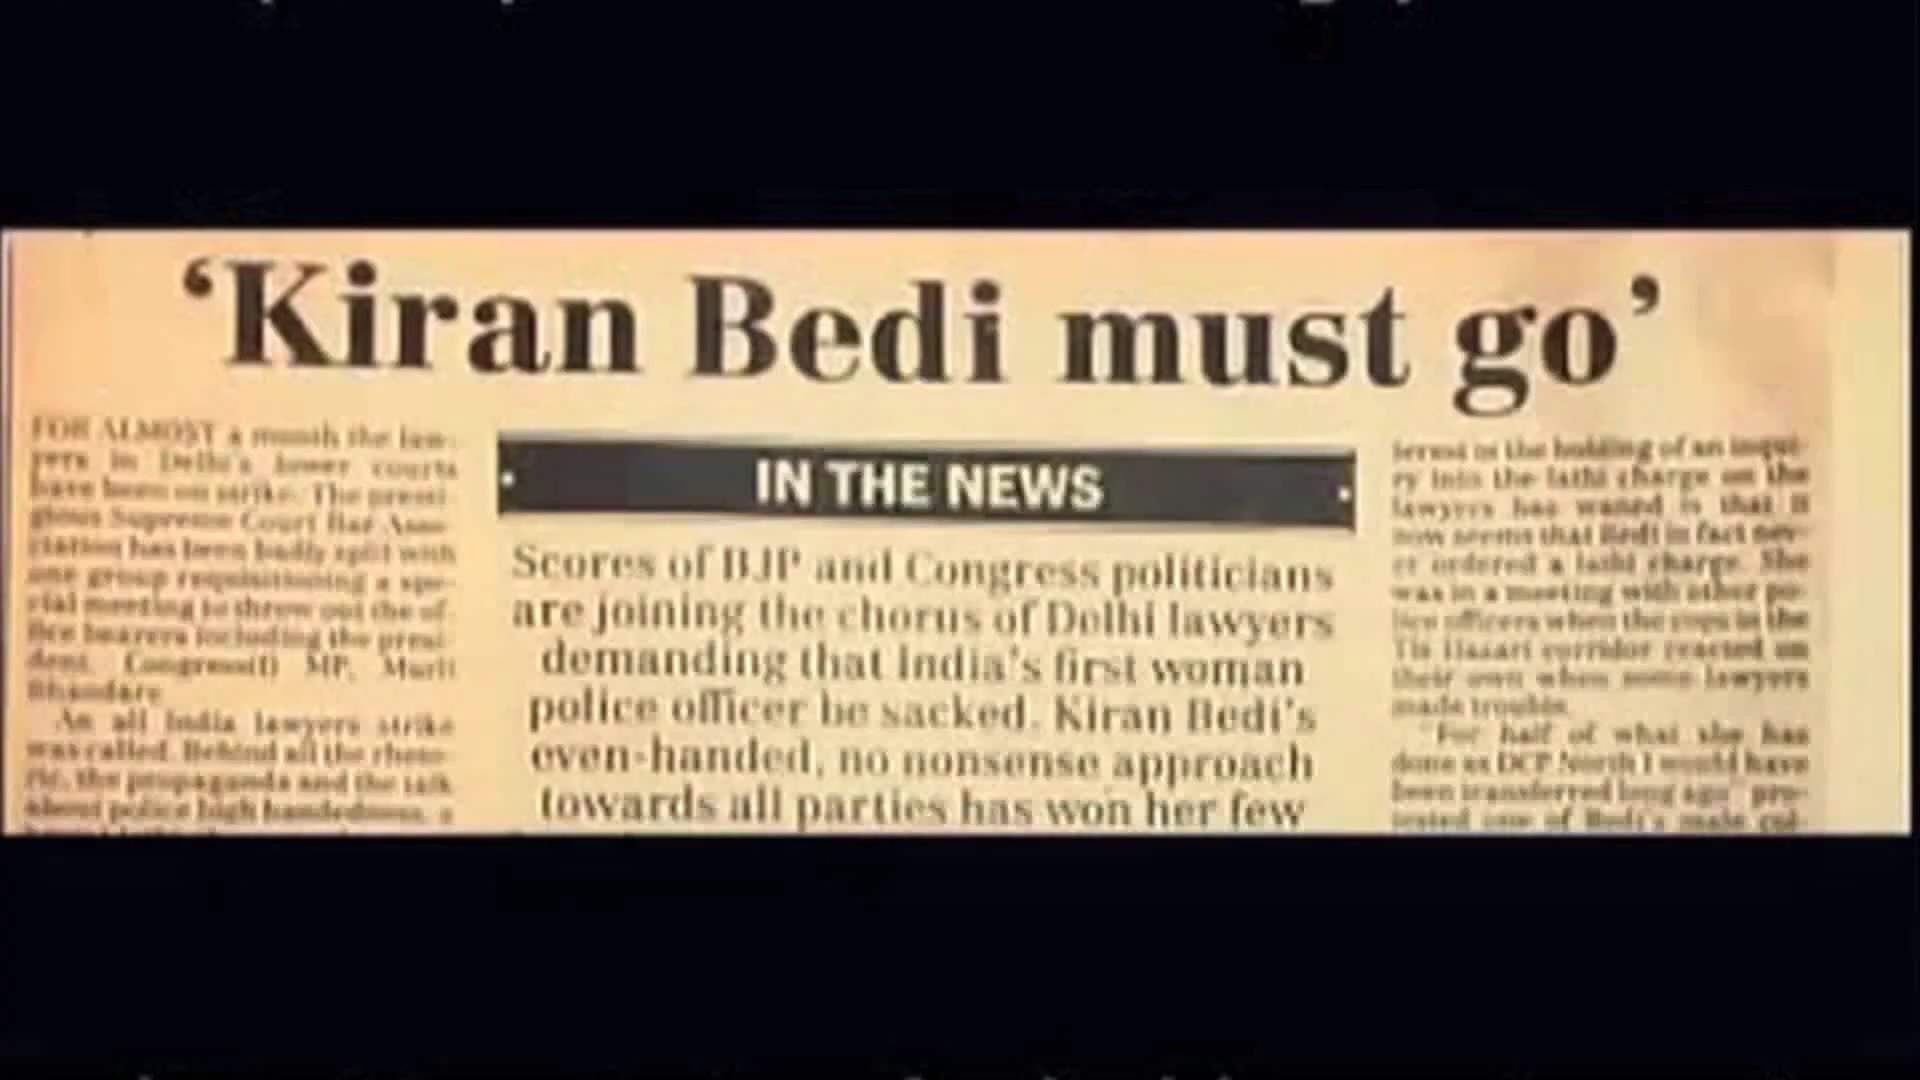 ‘Kiran Bedi must go’
FOR ALMOST a month the law-
yers in Delhi's lower courts
have been on strike. The presti-
gious Supreme Court Bar Asso-
ciation has been badly split with
one group requisitioning a spe-
cial meeting to throw out the of-
fice bearers including the presi-
dent, Congress(I) MP, Murli
Bhandare.
An all India lawyers strike
was called. Behind all the rheto-
ric, the propaganda and the talk
about police high handedness, a
IN THE NEWS
Scores of BJP and Congress politicians
are joining the chorus of Delhi lawyers
demanding that India's first woman
police officer be sacked. Kiran Bedi's
even-handed, no nonsense approach
towards all parties has won her few
terest in the holding of an inqui-
ry into the lathi charge on the
lawyers has waned is that it
now seems that Bedi in fact nev-
er ordered a lathi charge. She
was in a meeting with other po-
lice officers when the cops in the
Tis Hazari corridor reacted on
their own when some lawyers
made trouble.
"For half of what she has
done as DCP North I would have
been transferred long ago" pro-
tested one of Bedi's male col-